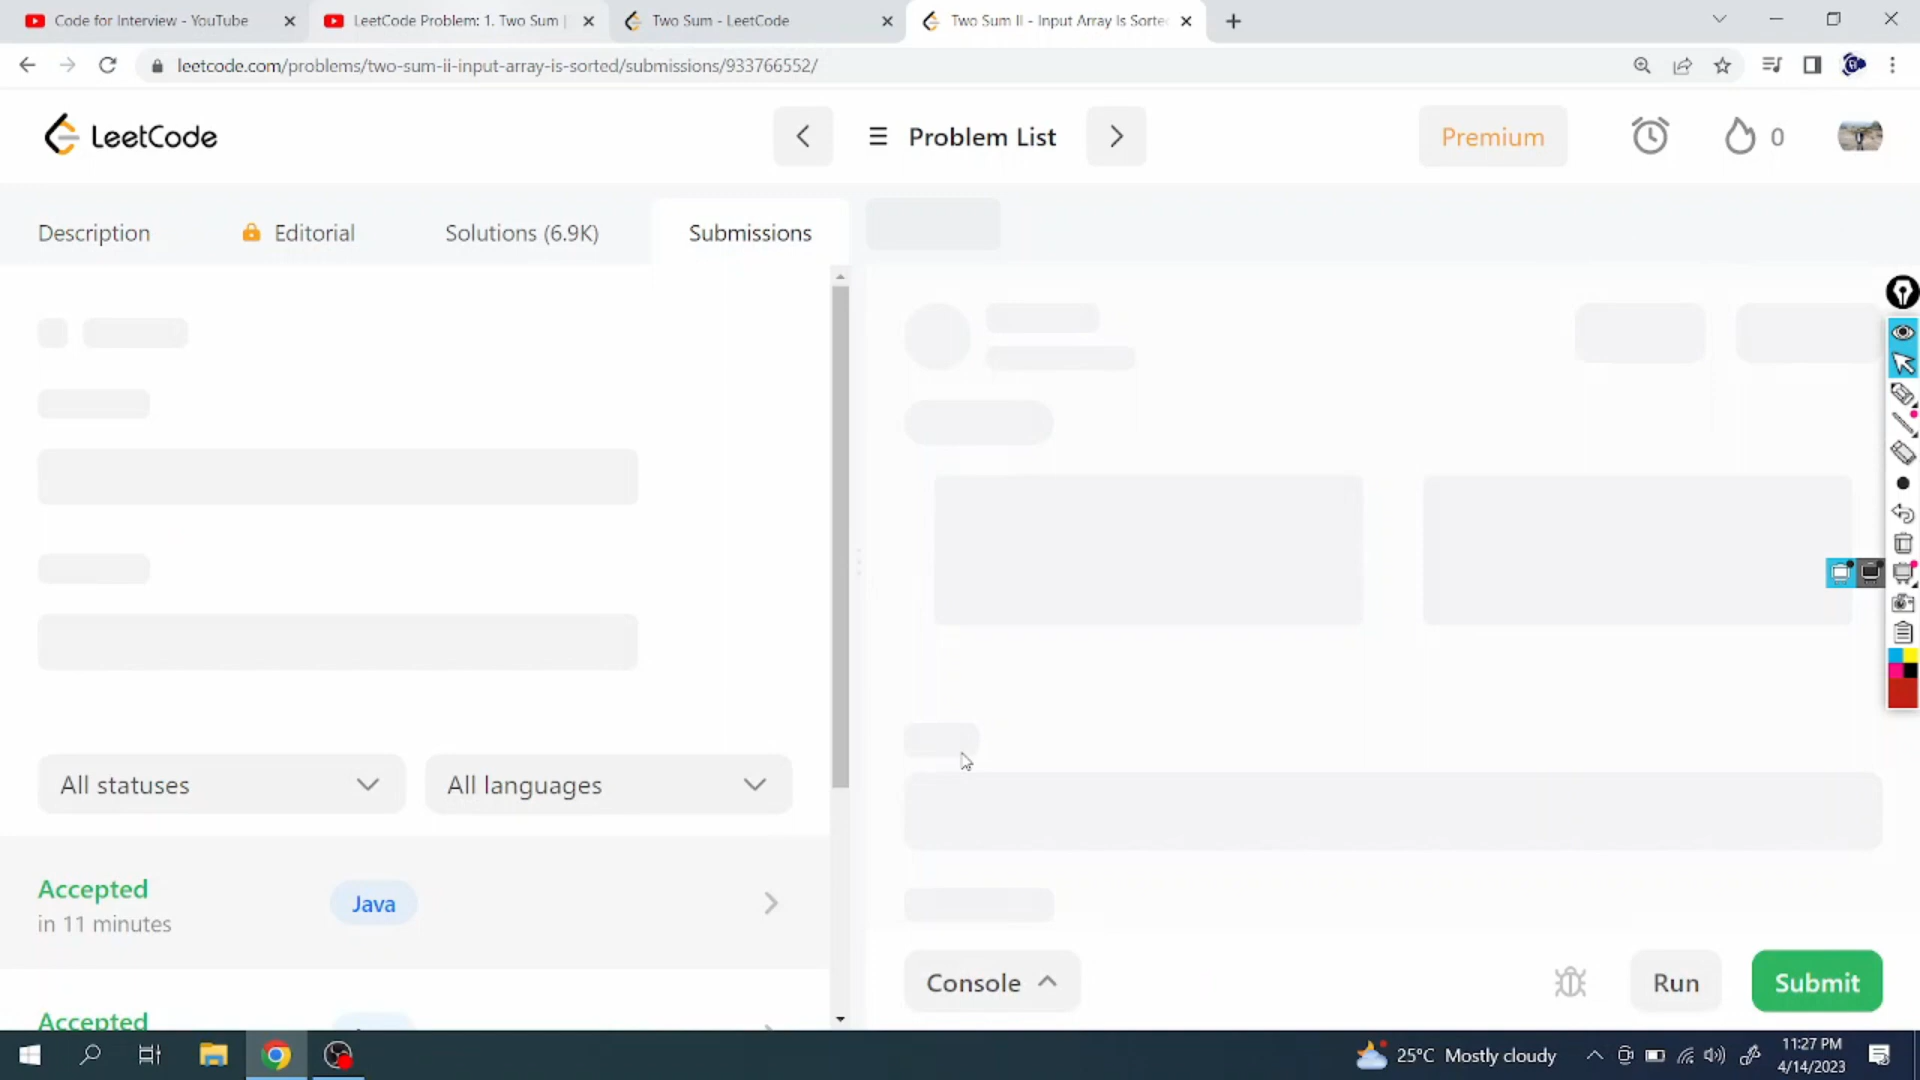 Code for Interview - YouTube
LeetCode Problem: 1. Two Sum |
Two Sum - LeetCode
Two Sum II - Input Array Is Sorte
leetcode.com/problems/two-sum-ii-input-array-is-sorted/submissions/933766552/
LeetCode
Problem List
Premium
0
Description
Editorial
Solutions (6.9K)
Submissions
All statuses
All languages
Accepted
Java
in 11 minutes
Accepted
Console
Run
Submit
25°C Mostly cloudy
11:27 PM
4/14/2023